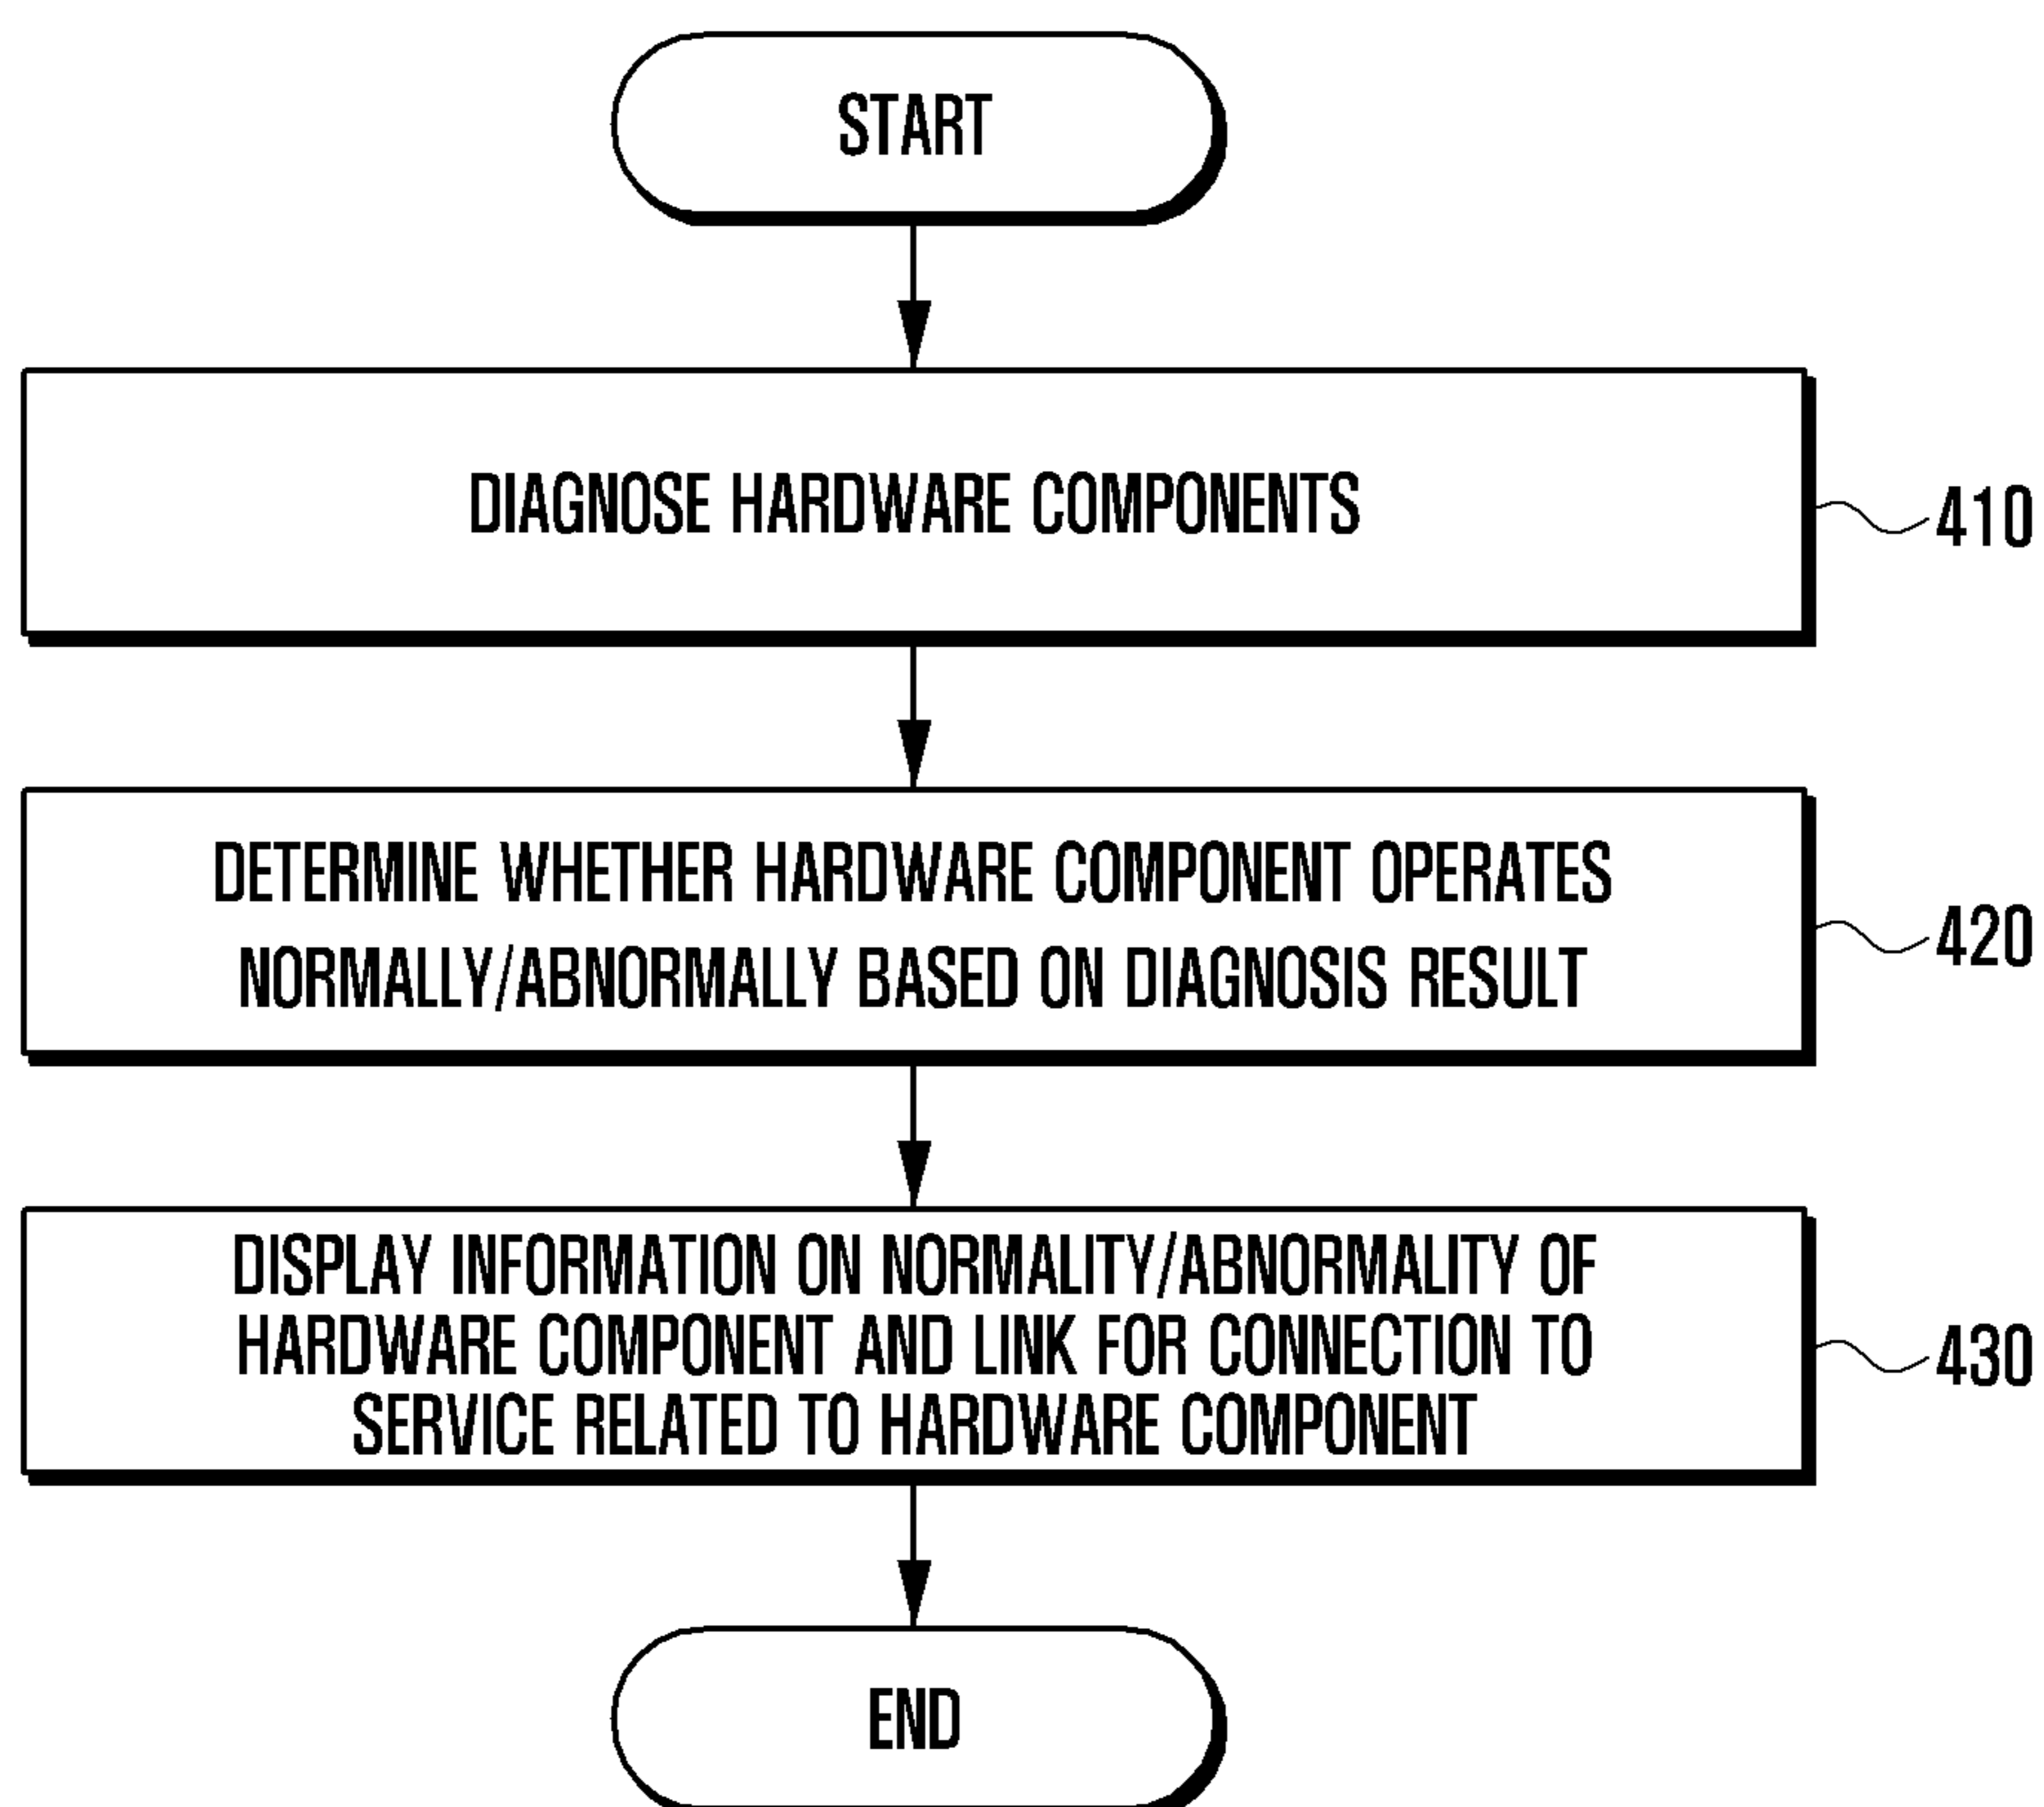 START
DIAGNOSE HARDWARE COMPONENTS
410
DETERMINE WHETHER HARDWARE COMPONENT OPERATES
NORMALLY/ABNORMALLY BASED ON DIAGNOSIS RESULT
420
DISPLAY INFORMATION ON NORMALITY/ABNORMALITY OF
HARDWARE COMPONENT AND LINK FOR CONNECTION TO
SERVICE RELATED TO HARDWARE COMPONENT
430
END